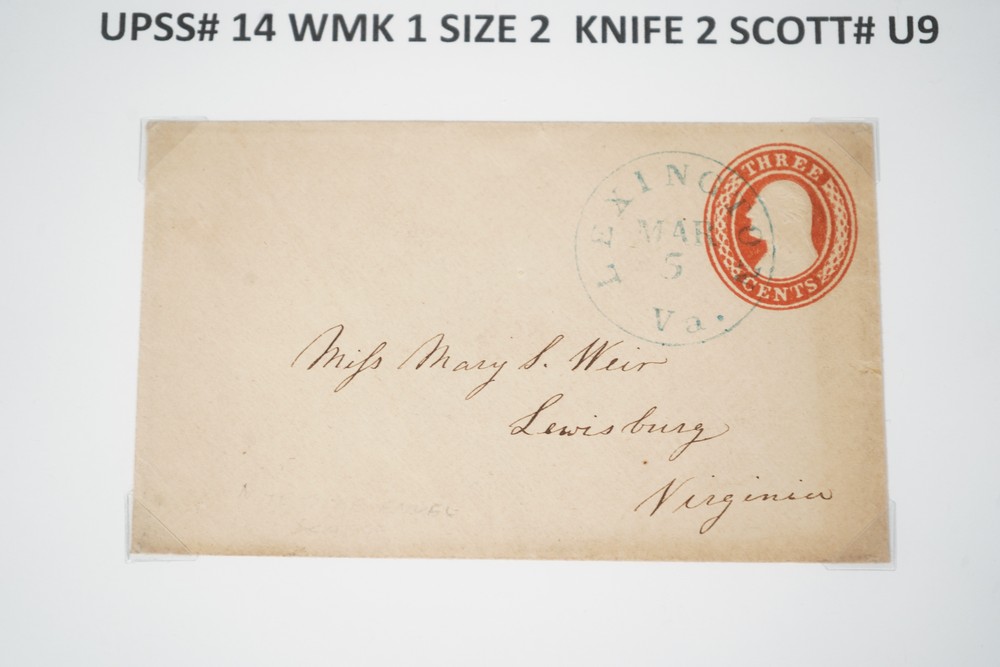 UPSS# 14 WMK 1 SIZE 2 KNIFE 2 SCOTT# U9
THREE
CENTS
LEXINGTON
MAR
5
Va.
Miss Mary S. Weir
Lewisburg
Virginia